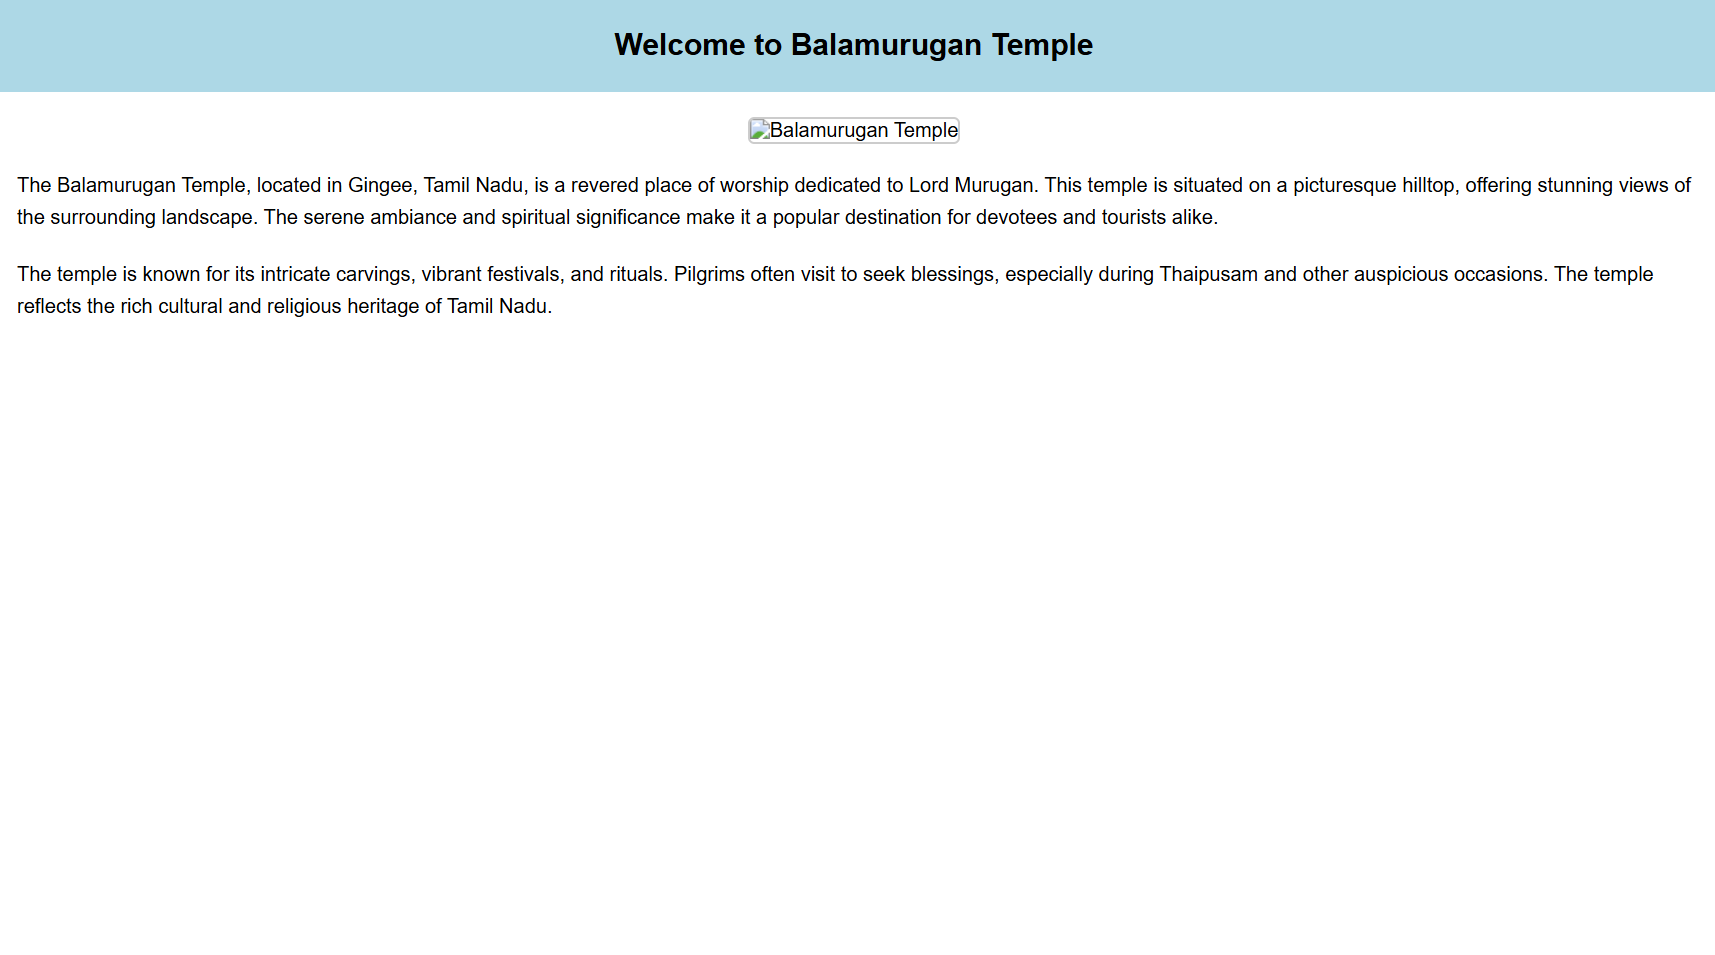 Welcome to Balamurugan Temple
Balamurugan Temple
The Balamurugan Temple, located in Gingee, Tamil Nadu, is a revered place of worship dedicated to Lord Murugan. This temple is situated on a picturesque hilltop, offering stunning views of
the surrounding landscape. The serene ambiance and spiritual significance make it a popular destination for devotees and tourists alike.
The temple is known for its intricate carvings, vibrant festivals, and rituals. Pilgrims often visit to seek blessings, especially during Thaipusam and other auspicious occasions. The temple
reflects the rich cultural and religious heritage of Tamil Nadu.